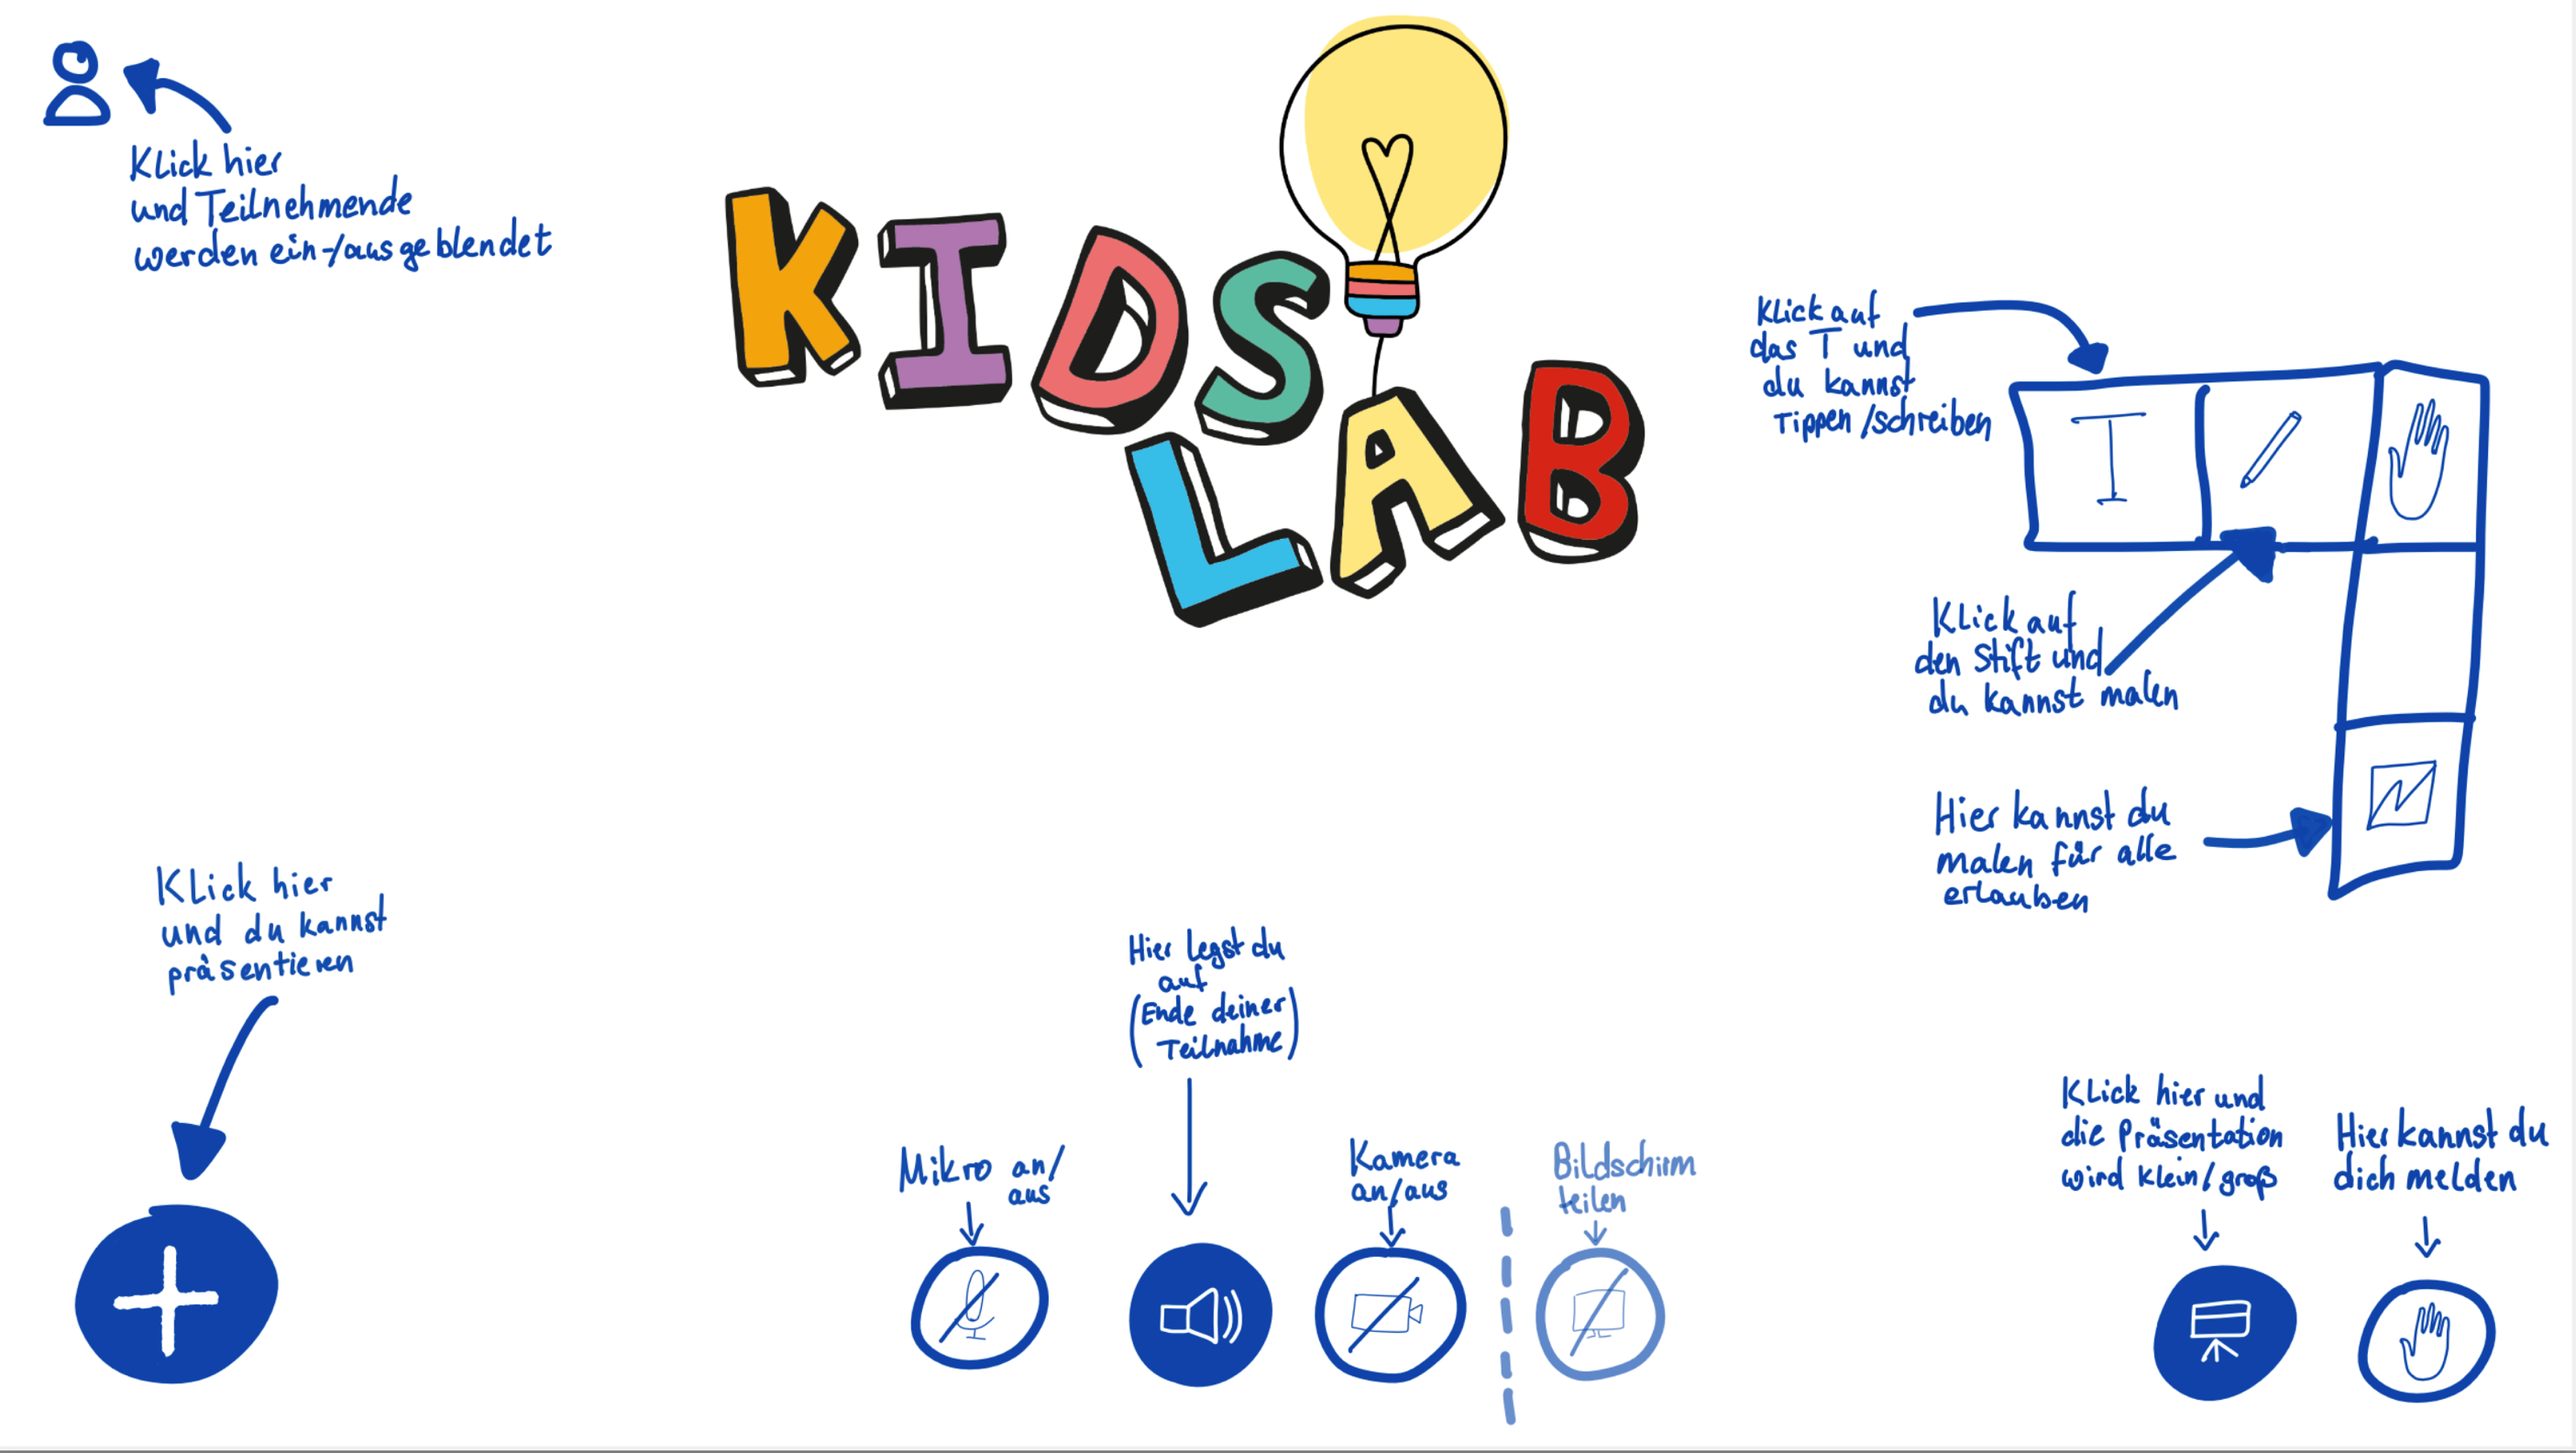 Klick hier
und Teilnehmende
werden ein-/ausgeblendet
KIDS
LAB
Klick auf
das T und
du kannst
Tippen/schreiben
T
Klick auf
den Stift und
du kannst malen
Hier kannst du
malen für alle
erlauben
Klick hier
und du kannst
präsentieren
Hier legst du
auf
(Ende deiner
Teilnahme)
Mikro an/
aus
Kamera
an/aus
Bildschirm
teilen
Klick hier und
die Präsentation
wird klein/groß
Hier kannst du
dich melden